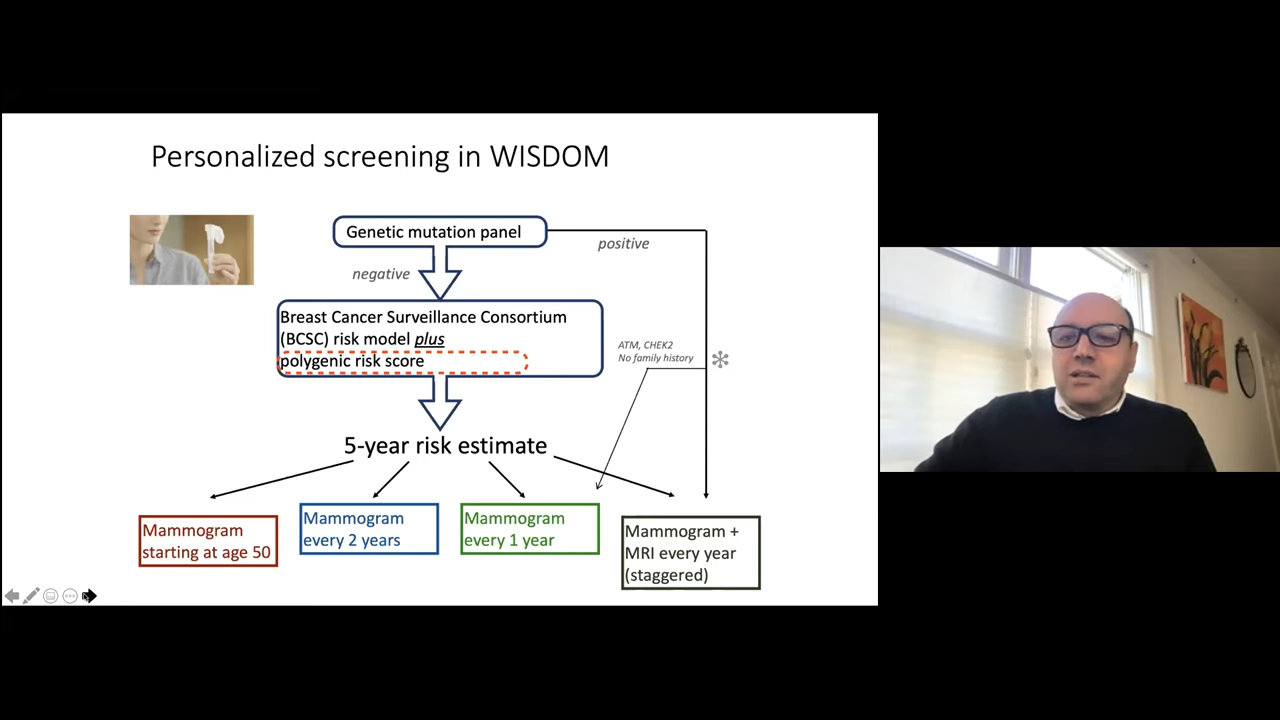 Personalized screening in WISDOM
Genetic mutation panel
positive
negative
Breast Cancer Surveillance Consortium
(BCSC) risk model plus
polygenic risk score
ATM, CHEK2
No family history
5-year risk estimate
Mammogram
starting at age 50
Mammogram
every 2 years
Mammogram
every 1 year
Mammogram +
MRI every year
(staggered)